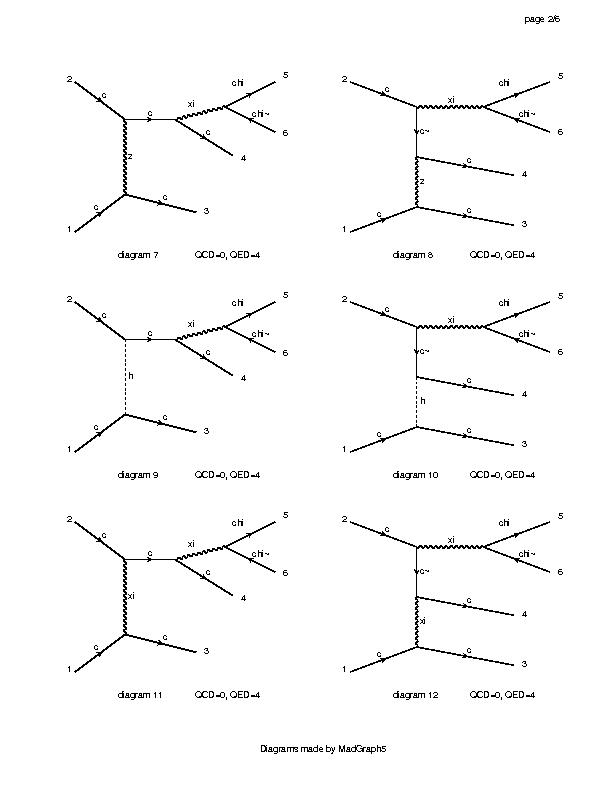 page 2/6
2
c
c
xi
chi
5
chi~
6
c
4
z
1
c
c
3
diagram 7 QCD=0, QED=4
2
c
xi
chi
5
chi~
6
c~
c
4
z
1
c
c
3
diagram 8 QCD=0, QED=4
2
c
c
xi
chi
5
chi~
6
c
4
h
1
c
c
3
diagram 9 QCD=0, QED=4
2
c
xi
chi
5
chi~
6
c~
c
4
h
1
c
c
3
diagram 10 QCD=0, QED=4
2
c
c
xi
chi
5
chi~
6
c
4
xi
1
c
c
3
diagram 11 QCD=0, QED=4
2
c
xi
chi
5
chi~
6
c~
c
4
xi
1
c
c
3
diagram 12 QCD=0, QED=4
Diagrams made by MadGraph5